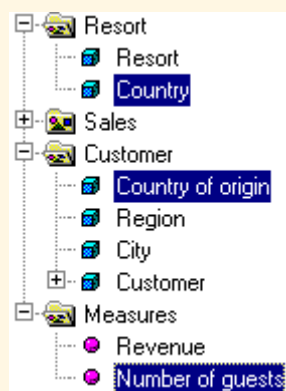 Resort
Resort
Country
Sales
Customer
Country of origin
Region
City
Customer
Measures
Revenue
Number of guests